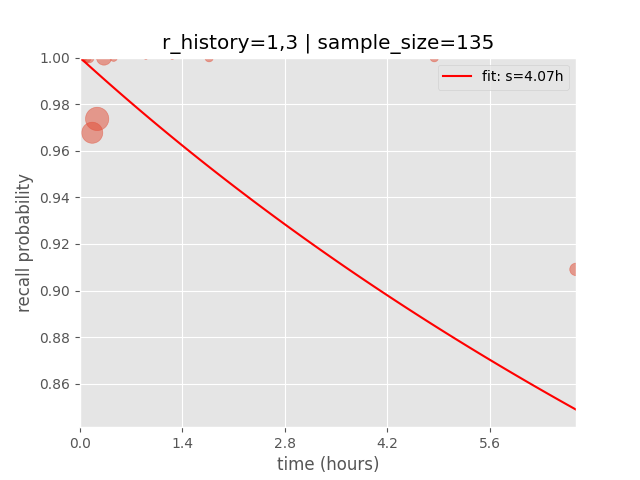 r_history=1,3 | sample_size=135
fit: s=4.07h
recall probability
1.00
0.98
0.96
0.94
0.92
0.90
0.88
0.86
0.0 1.4 2.8 4.2 5.6
time (hours)